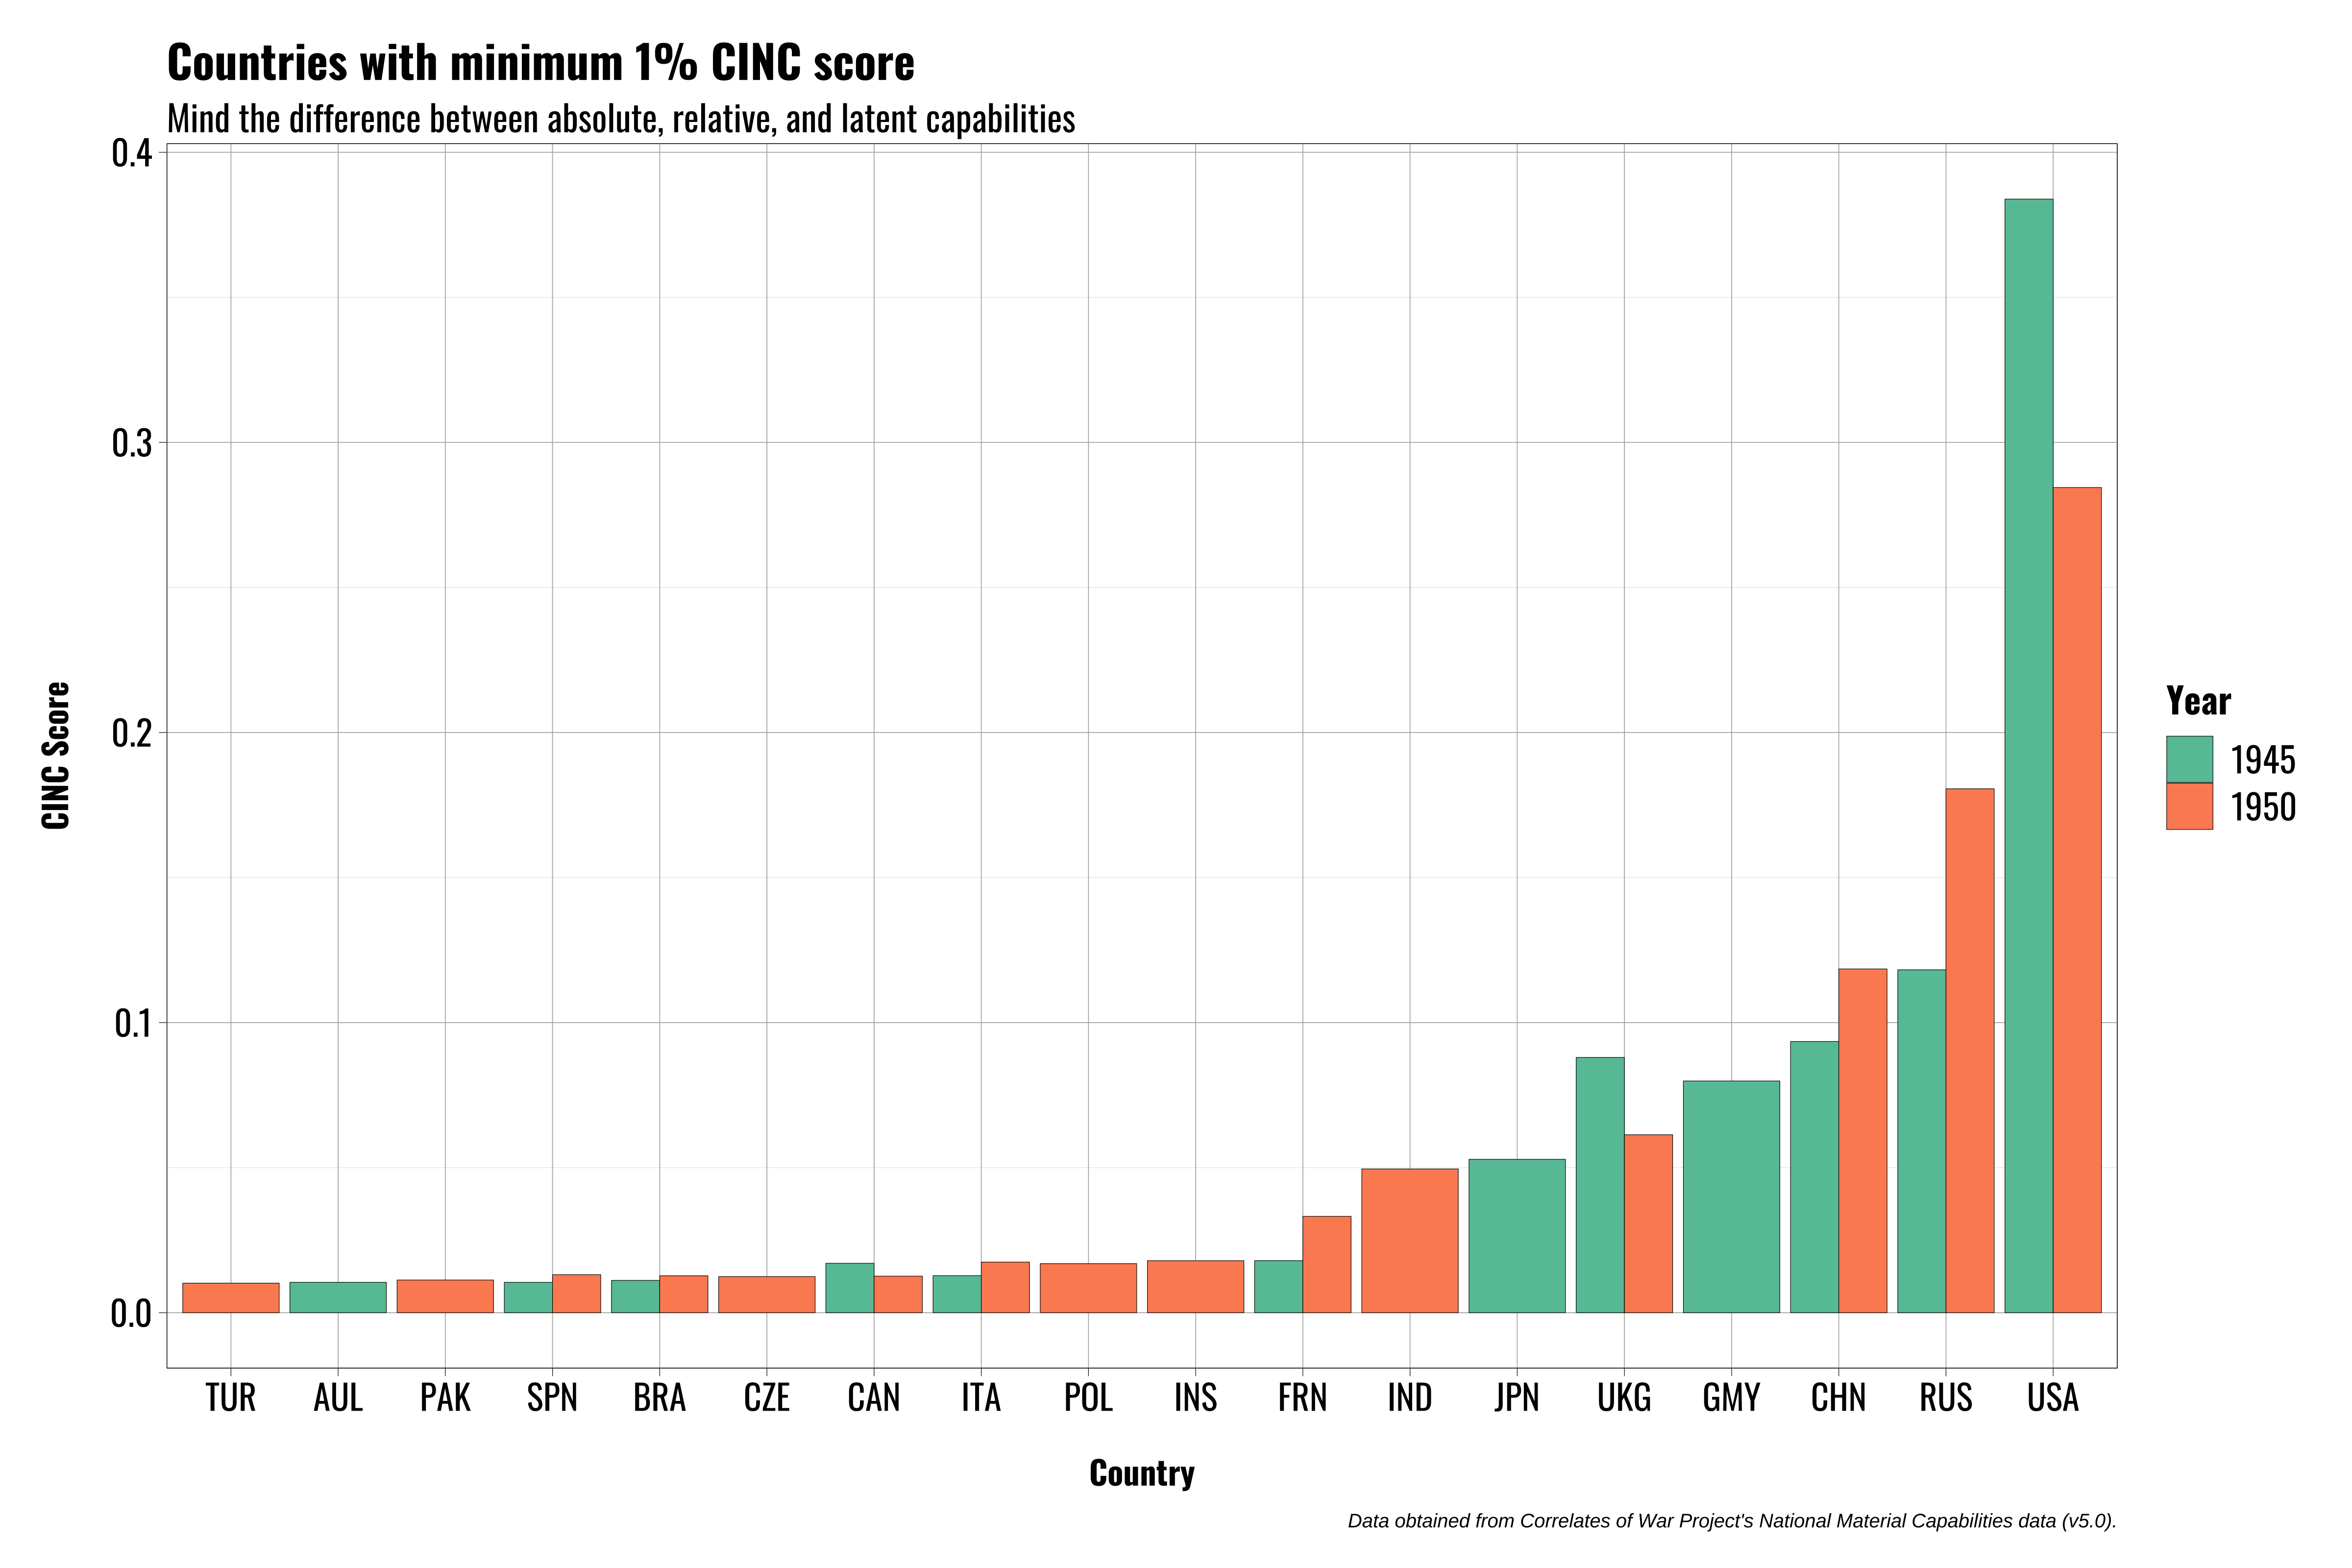 Countries with minimum 1% CINC score
Mind the difference between absolute, relative, and latent capabilities
0.4
0.3
0.2
0.1
0.0
CINC Score
TUR AUL PAK SPN BRA CZE CAN ITA POL INS FRN IND JPN UKG GMY CHN RUS USA
Country
Year
1945
1950
Data obtained from Correlates of War Project's National Material Capabilities data (v5.0).